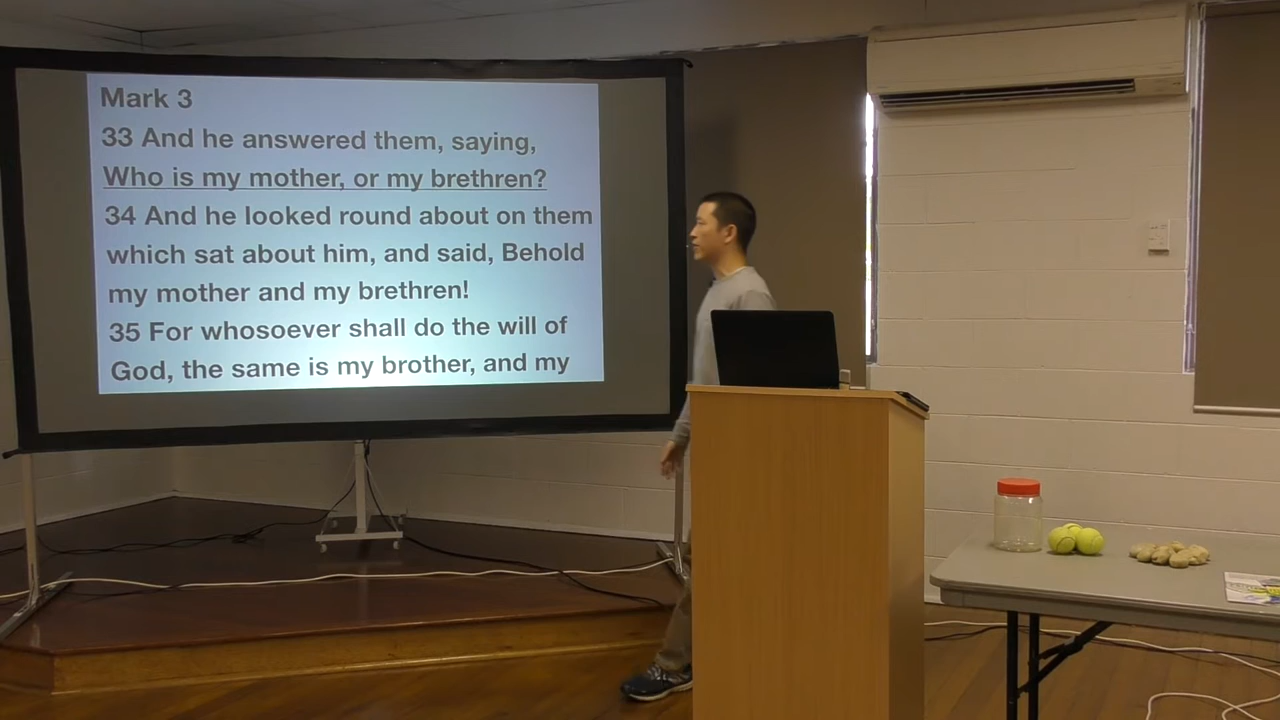 Mark 3
33 And he answered them, saying,
Who is my mother, or my brethren?
34 And he looked round about on them
which sat about him, and said, Behold
my mother and my brethren!
35 For whosoever shall do the will of
God, the same is my brother, and my